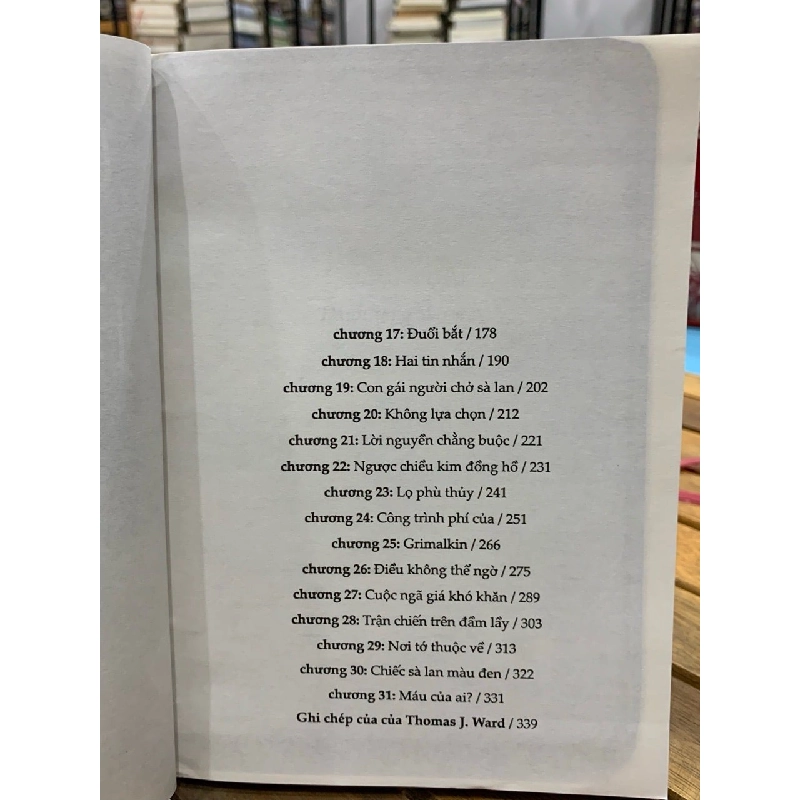 chương 17: Đuổi bắt / 178
chương 18: Hai tin nhắn / 190
chương 19: Con gái người chở sà lan / 202
chương 20: Không lựa chọn / 212
chương 21: Lời nguyền chằng buộc / 221
chương 22: Ngược chiều kim đồng hồ / 231
chương 23: Lọ phù thủy / 241
chương 24: Công trình phí của / 251
chương 25: Grimalkin / 266
chương 26: Điều không thể ngờ / 275
chương 27: Cuộc ngã giá khó khăn / 289
chương 28: Trận chiến trên đầm lầy / 303
chương 29: Nơi tớ thuộc về / 313
chương 30: Chiếc sà lan màu đen / 322
chương 31: Máu của ai? / 331
Ghi chép của của Thomas J. Ward / 339